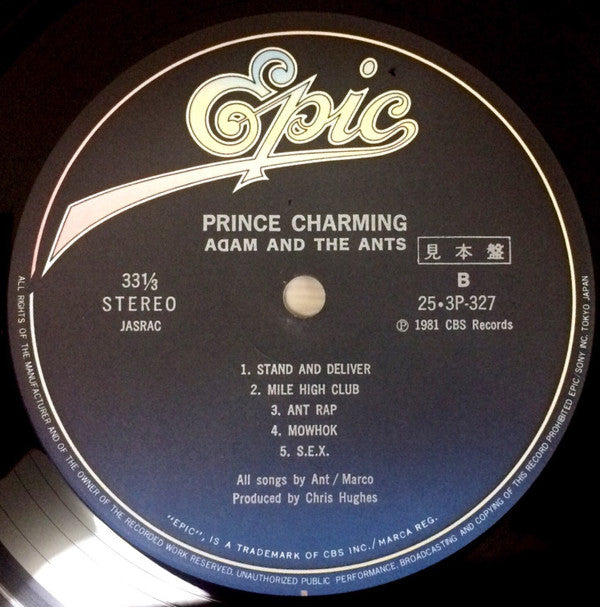 Epic
PRINCE CHARMING
ADAM AND THE ANTS
見本盤
33⅓
STEREO
JASRAC
B
25・3P-327
Ⓟ 1981 CBS Records
1. STAND AND DELIVER
2. MILE HIGH CLUB
3. ANT RAP
4. MOWHOK
5. S.E.X.
All songs by Ant / Marco
Produced by Chris Hughes
"EPIC", IS A TRADEMARK OF CBS INC./MARCA REG.
ALL RIGHTS OF THE MANUFACTURER AND OF THE OWNER OF THE RECORDED WORK RESERVED. UNAUTHORIZED PUBLIC PERFORMANCE, BROADCASTING AND COPYING OF THIS RECORD PROHIBITED EPIC/SONY INC. TOKYO JAPAN